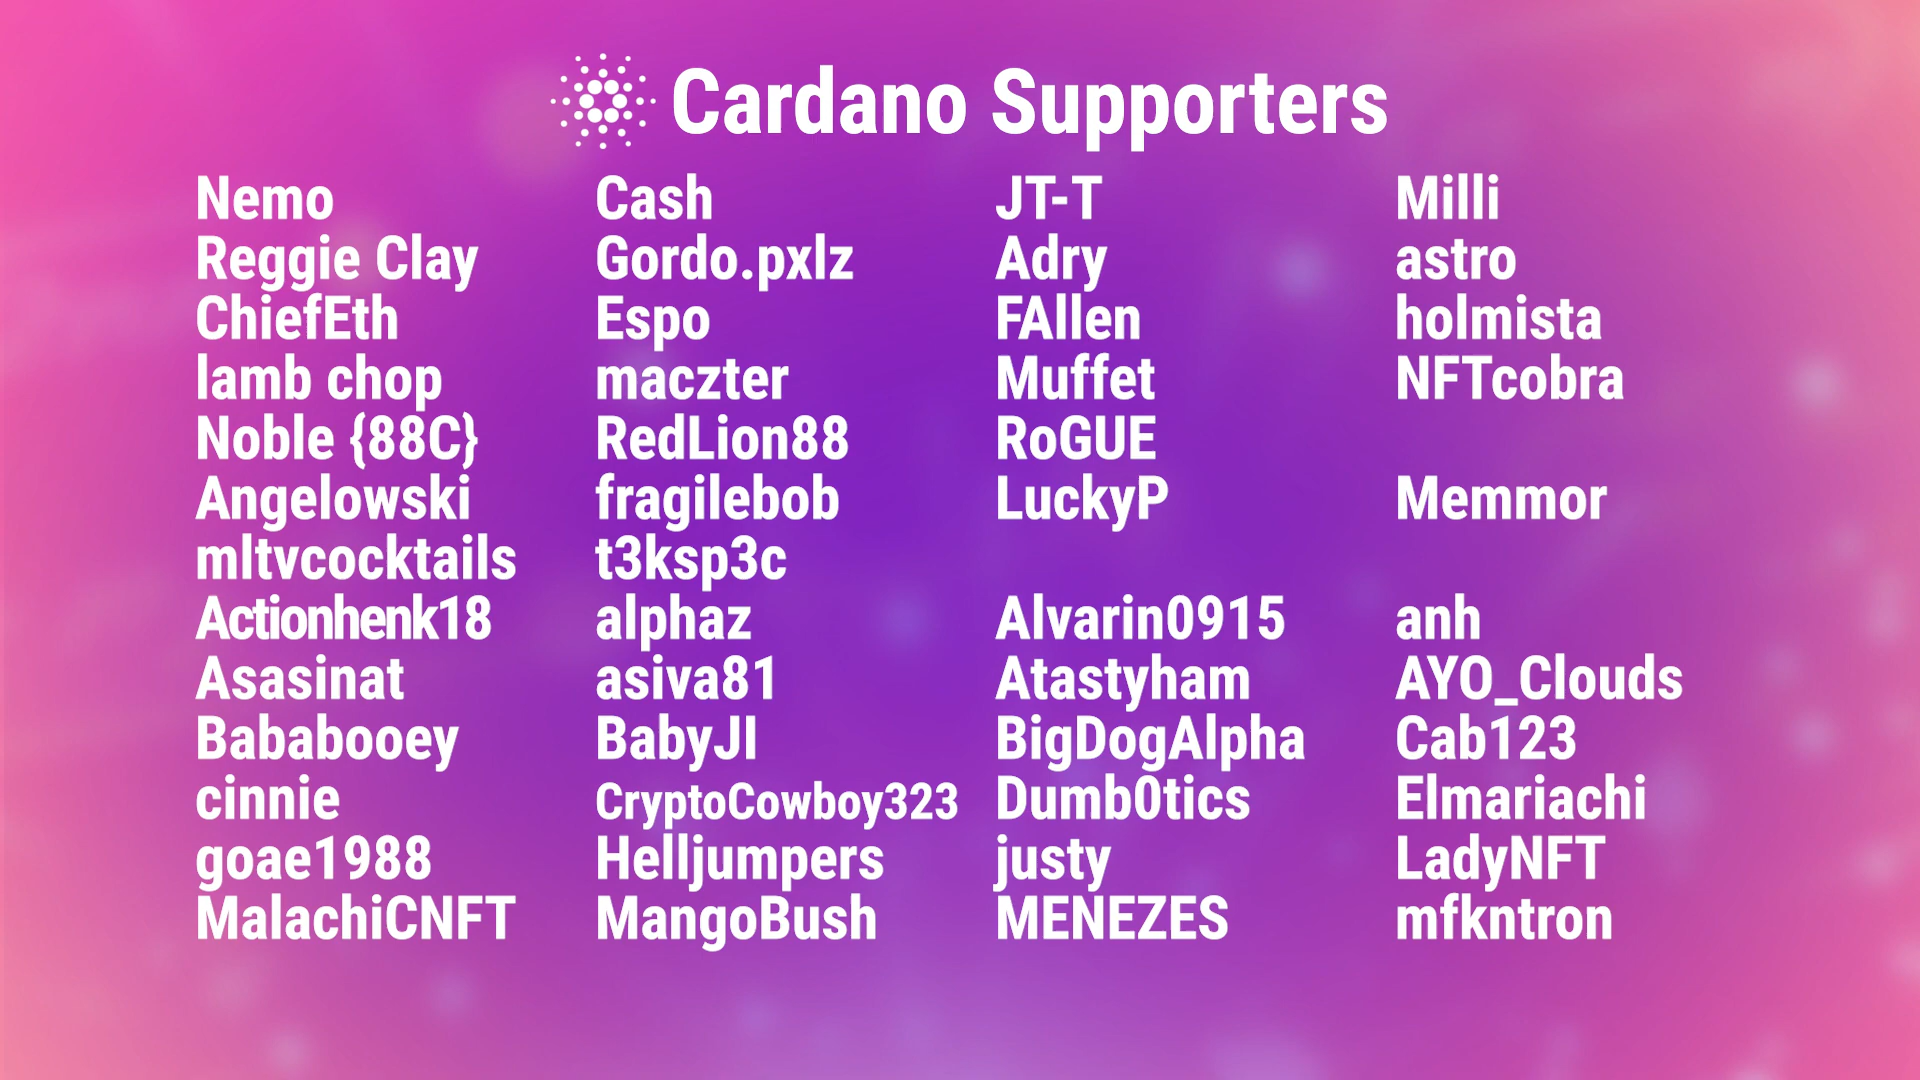 Cardano Supporters
Nemo Cash JT-T Milli
Reggie Clay Gordo.pxlz Adry astro
ChiefEth Espo FAllen holmista
lamb chop maczter Muffet NFTcobra
Noble {88C} RedLion88 RoGUE
Angelowski fragilebob LuckyP Memmor
mltvcocktails t3ksp3c
Actionhenk18 alphaz Alvarin0915 anh
Asasinat asiva81 Atastyham AYO_Clouds
Bababooey BabyJI BigDogAlpha Cab123
cinnie CryptoCowboy323 Dumb0tics Elmariachi
goae1988 Helljumpers justy LadyNFT
MalachiCNFT MangoBush MENEZES mfkntron